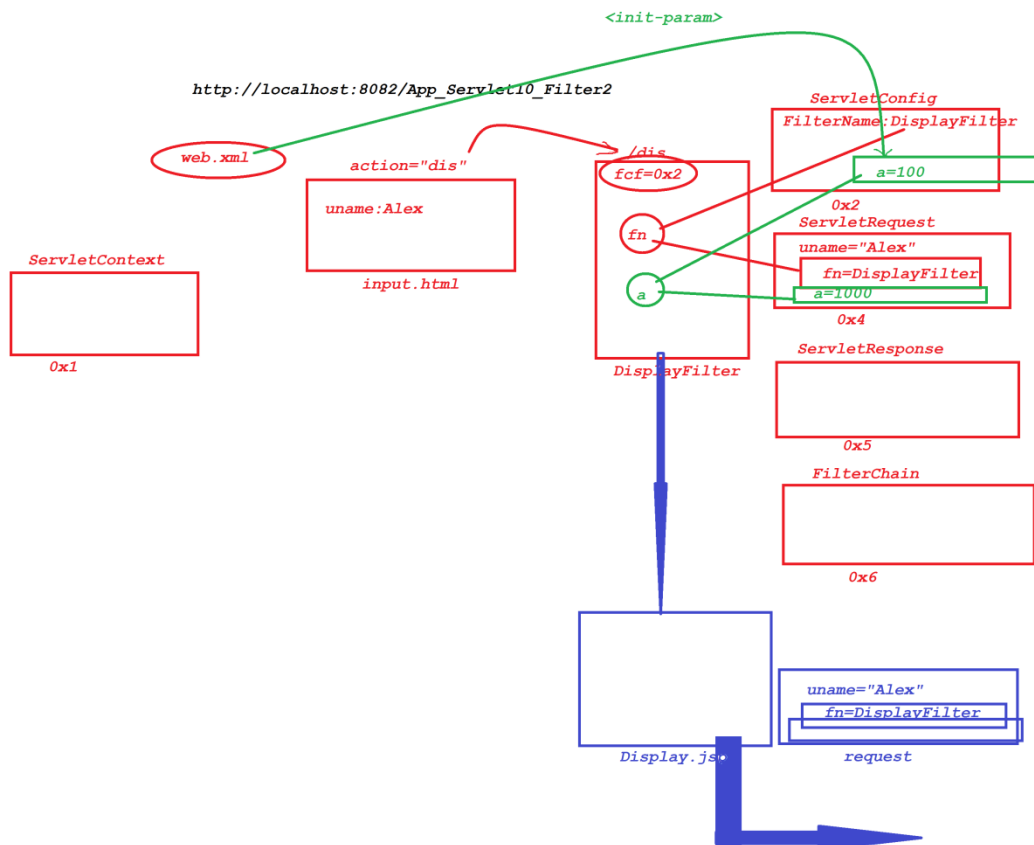 <init-param>
http://localhost:8082/App_Servlet10_Filter2
ServletConfig
FilterName:DisplayFilter
a=100
0x2
web.xml
action="dis"
uname:Alex
input.html
/dis
fcf=0x2
fn
a
DisplayFilter
ServletContext
0x1
ServletRequest
uname="Alex"
fn=DisplayFilter
a=1000
0x4
ServletResponse
0x5
FilterChain
0x6
Display.jsp
uname="Alex"
fn=DisplayFilter
request